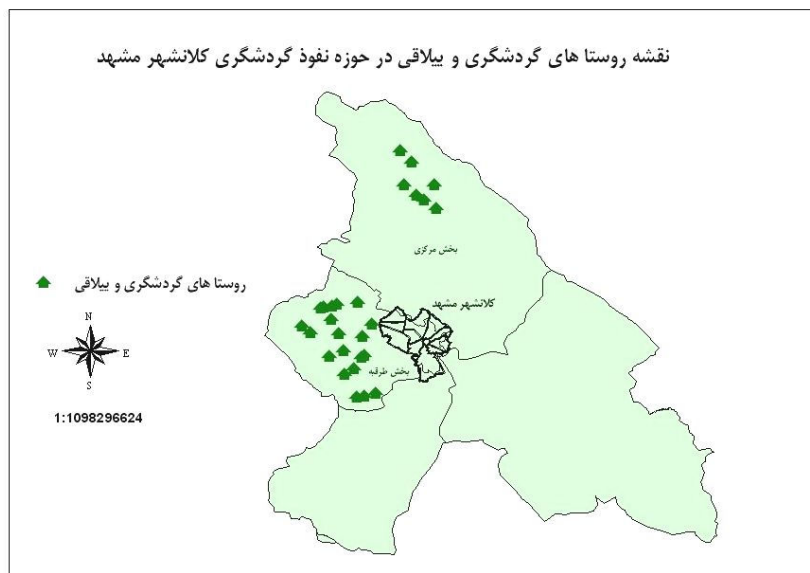 نقشه روستا های گردشگری و ییلاقی در حوزه نفوذ گردشگری کلانشهر مشهد
بخش مرکزی
روستا های گردشگری و ییلاقی
کلانشهر مشهد
N
W
E
S
بخش طرقبه
1:1098296624